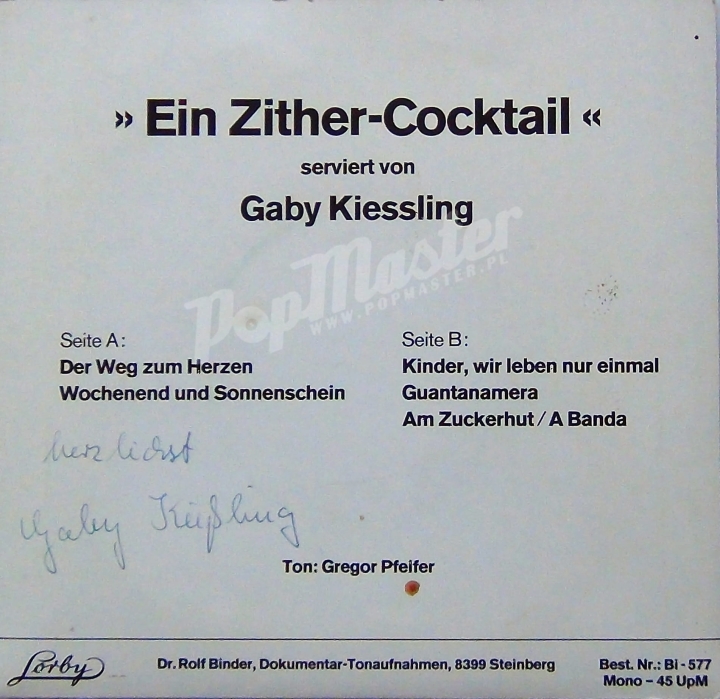 » Ein Zither-Cocktail «
serviert von
Gaby Kiessling
PopMaster
WWW.POPMASTER.PL
Seite A:
Der Weg zum Herzen
Wochenend und Sonnenschein
Seite B:
Kinder, wir leben nur einmal
Guantanamera
Am Zuckerhut / A Banda
herzlichst
Gaby Kießling
Ton: Gregor Pfeifer
Lorby
Dr. Rolf Binder, Dokumentar-Tonaufnahmen, 8399 Steinberg
Best. Nr.: Bi - 577
Mono – 45 UpM